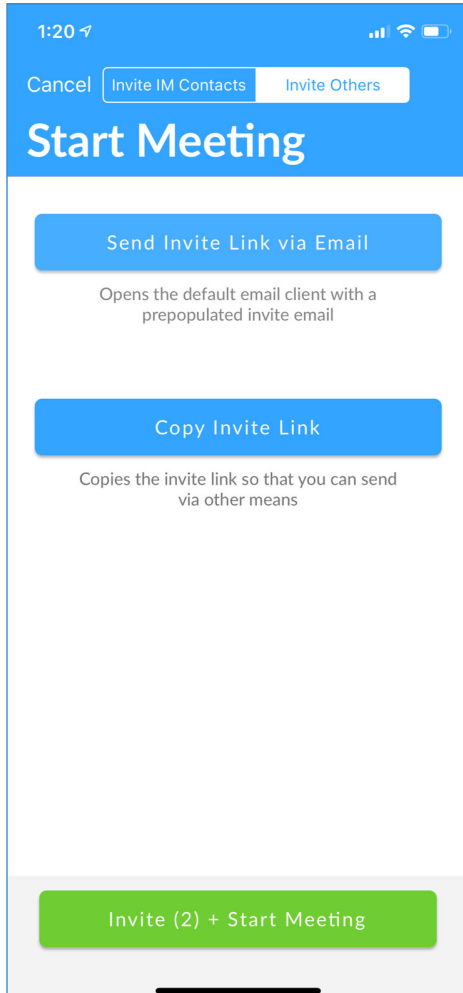 1:20
Cancel
Invite IM Contacts
Invite Others
Start Meeting
Send Invite Link via Email
Opens the default email client with a
prepopulated invite email
Copy Invite Link
Copies the invite link so that you can send
via other means
Invite (2) + Start Meeting